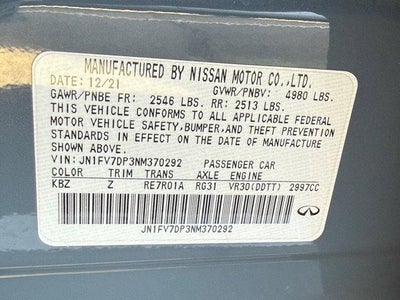 MANUFACTURED BY NISSAN MOTOR CO.,LTD.
DATE: 12/21 GVWR/PNBV: 4980 LBS.
GAWR/PNBE FR: 2546 LBS. RR: 2513 LBS.
THIS VEHICLE CONFORMS TO ALL APPLICABLE FEDERAL
MOTOR VEHICLE SAFETY, BUMPER, AND THEFT PREVENTION
STANDARDS IN EFFECT ON THE DATE OF MANUFACTURE
SHOWN ABOVE.
VIN: JN1FV7DP3NM370292 PASSENGER CAR
COLOR TRIM TRANS AXLE ENGINE
KBZ Z RE7R01A RG31 VR30(DDTT) 2997CC
JN1FV7DP3NM370292